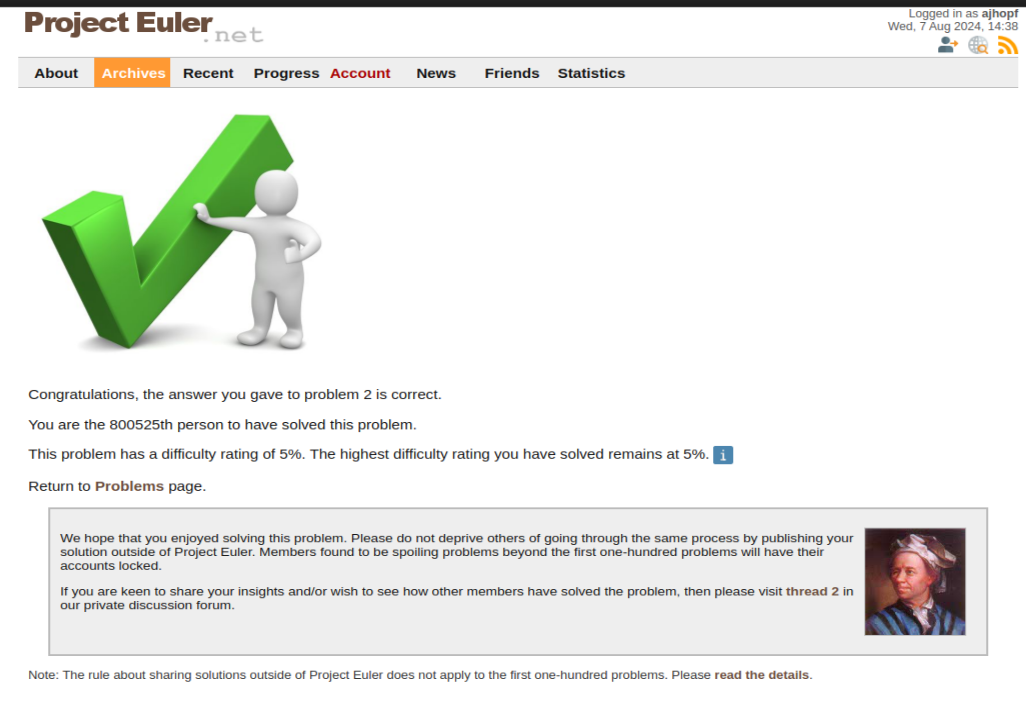 Project Euler.net
Logged in as ajhopf
Wed, 7 Aug 2024, 14:38
About Archives Recent Progress Account News Friends Statistics
Congratulations, the answer you gave to problem 2 is correct.
You are the 800525th person to have solved this problem.
This problem has a difficulty rating of 5%. The highest difficulty rating you have solved remains at 5%. i
Return to Problems page.
We hope that you enjoyed solving this problem. Please do not deprive others of going through the same process by publishing your
solution outside of Project Euler. Members found to be spoiling problems beyond the first one-hundred problems will have their
accounts locked.
If you are keen to share your insights and/or wish to see how other members have solved the problem, then please visit thread 2 in
our private discussion forum.
Note: The rule about sharing solutions outside of Project Euler does not apply to the first one-hundred problems. Please read the details.